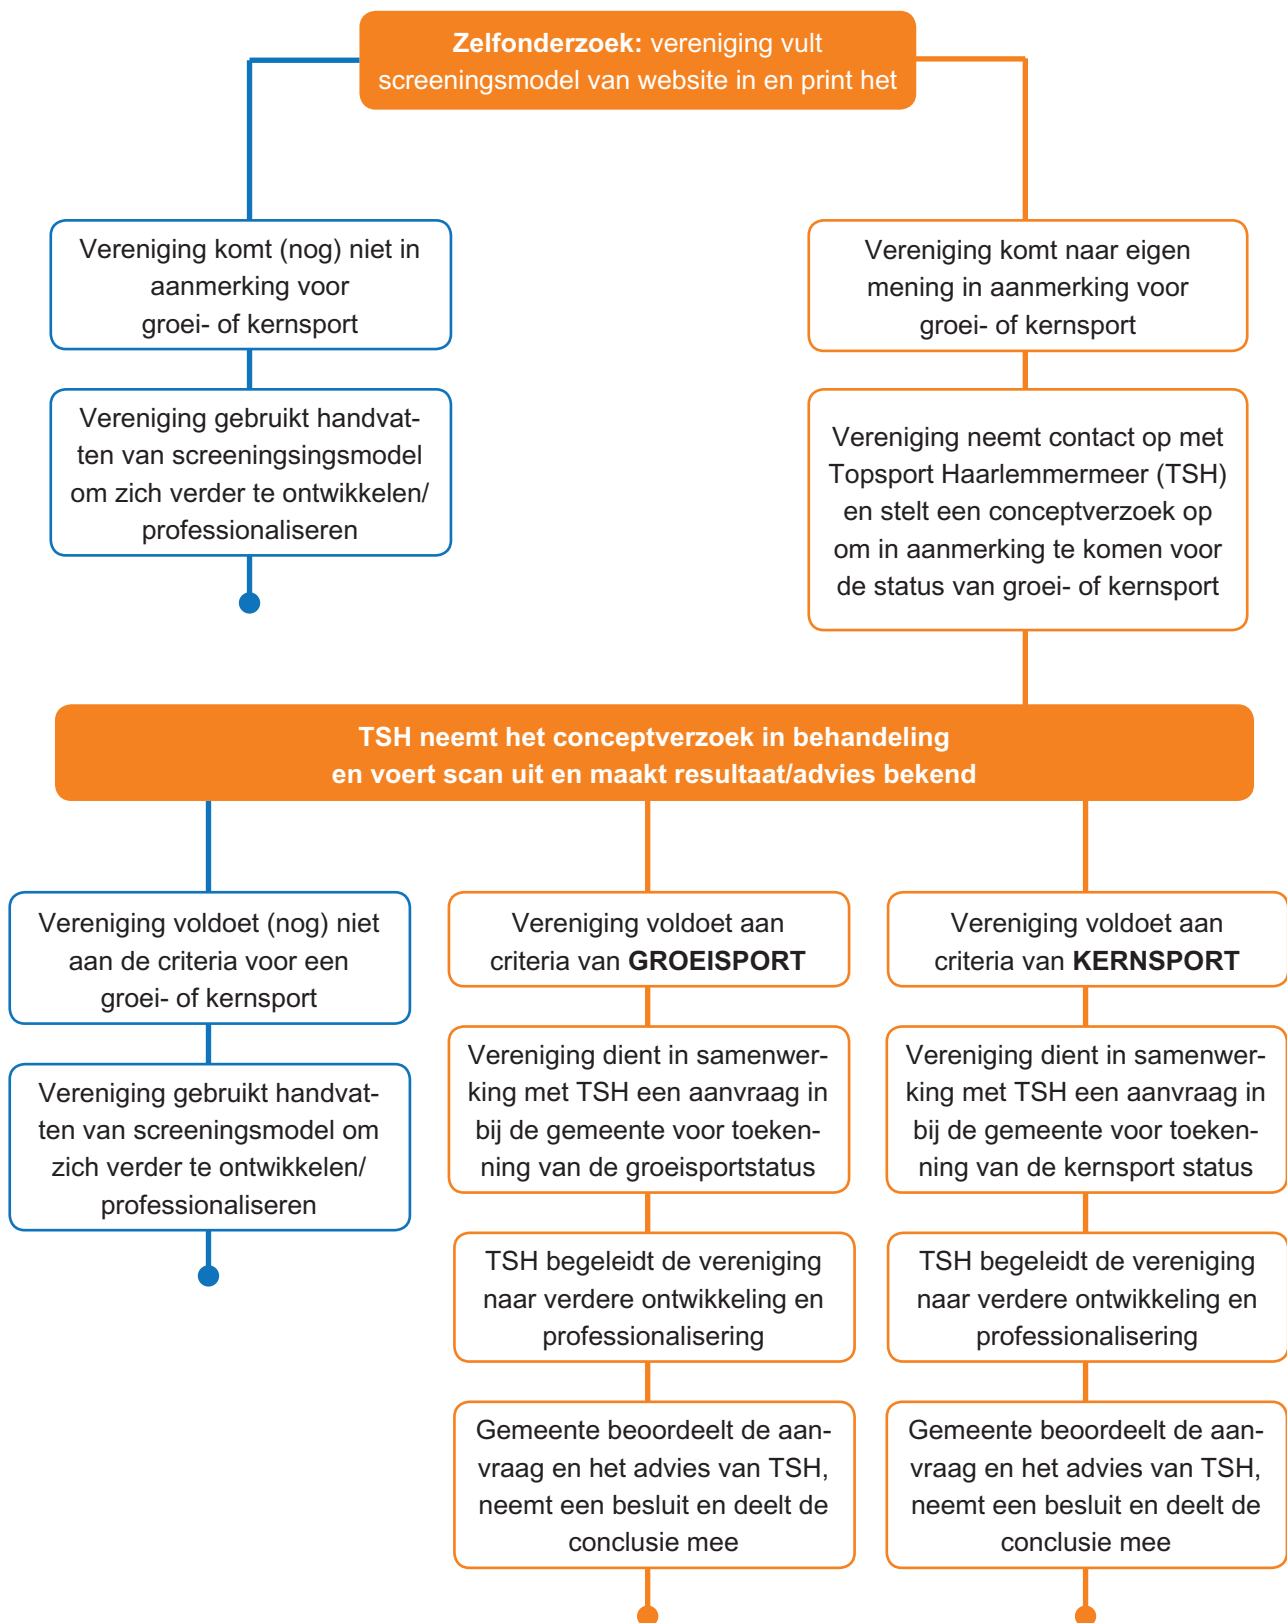 Zelfonderzoek: vereniging vult
screeningsmodel van website in en print het
Vereniging komt (nog) niet in
aanmerking voor
groei- of kernsport
Vereniging komt naar eigen
mening in aanmerking voor
groei- of kernsport
Vereniging gebruikt handvat-
ten van screeningsingsmodel
om zich verder te ontwikkelen/
professionaliseren
Vereniging neemt contact op met
Topsport Haarlemmermeer (TSH)
en stelt een conceptverzoek op
om in aanmerking te komen voor
de status van groei- of kernsport
TSH neemt het conceptverzoek in behandeling
en voert scan uit en maakt resultaat/advies bekend
Vereniging voldoet (nog) niet
aan de criteria voor een
groei- of kernsport
Vereniging gebruikt handvat-
ten van screeningsmodel om
zich verder te ontwikkelen/
professionaliseren
Vereniging voldoet aan
criteria van GROEISPORT
Vereniging dient in samenwer-
king met TSH een aanvraag in
bij de gemeente voor toeken-
ning van de groeisportstatus
TSH begeleidt de vereniging
naar verdere ontwikkeling en
professionalisering
Gemeente beoordeelt de aan-
vraag en het advies van TSH,
neemt een besluit en deelt de
conclusie mee
Vereniging voldoet aan
criteria van KERNSPORT
Vereniging dient in samenwer-
king met TSH een aanvraag in
bij de gemeente voor toeken-
ning van de kernsport status
TSH begeleidt de vereniging
naar verdere ontwikkeling en
professionalisering
Gemeente beoordeelt de aan-
vraag en het advies van TSH,
neemt een besluit en deelt de
conclusie mee